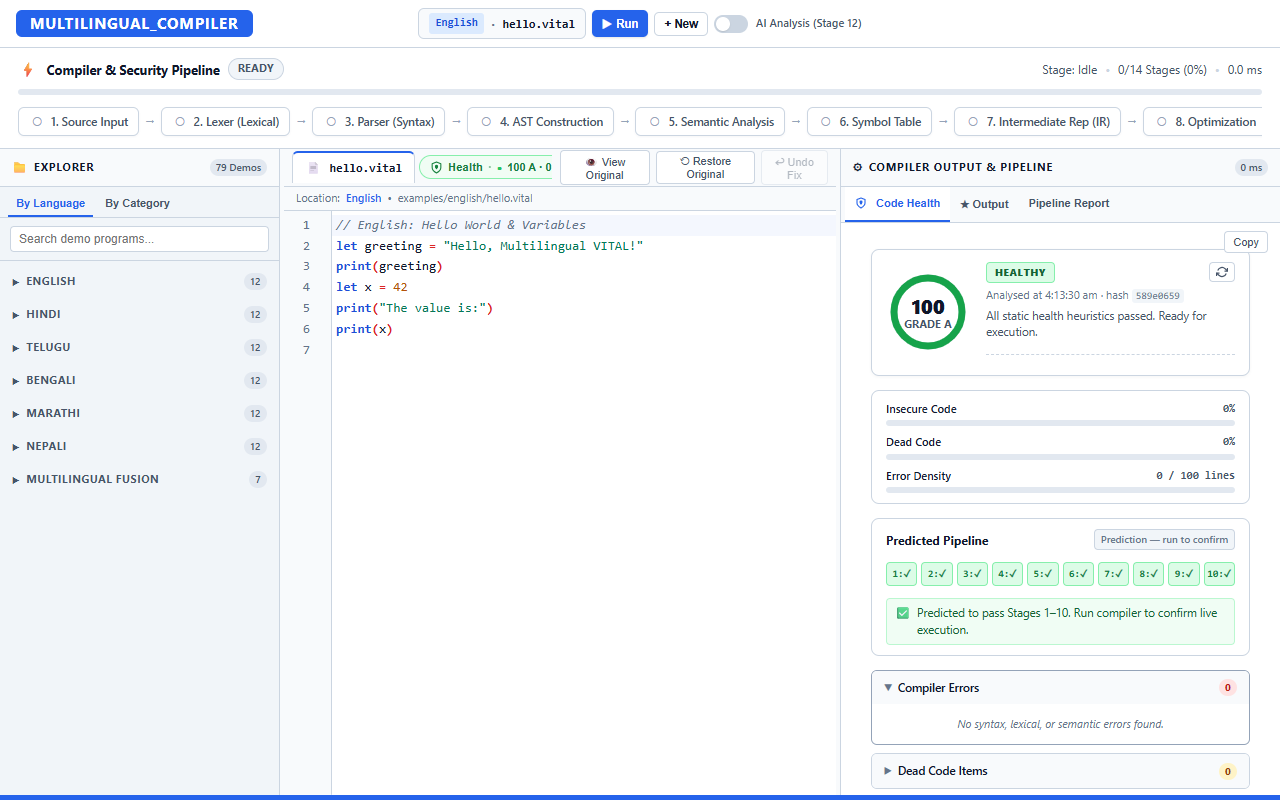 MULTILINGUAL_COMPILER
English · hello.vital
▶ Run
+ New
AI Analysis (Stage 12)
Compiler & Security Pipeline
READY
Stage: Idle • 0/14 Stages (0%) • 0.0 ms
1. Source Input → 2. Lexer (Lexical) → 3. Parser (Syntax) → 4. AST Construction → 5. Semantic Analysis → 6. Symbol Table → 7. Intermediate Rep (IR) → 8. Optimization
EXPLORER
79 Demos
By Language
By Category
Search demo programs...
▶ ENGLISH 12
▶ HINDI 12
▶ TELUGU 12
▶ BENGALI 12
▶ MARATHI 12
▶ NEPALI 12
▶ MULTILINGUAL FUSION 7
hello.vital
Health · 100 A · 0
View
Original
Restore
Original
Undo
Fix
Location: English • examples/english/hello.vital
1 // English: Hello World & Variables
2 let greeting = "Hello, Multilingual VITAL!"
3 print(greeting)
4 let x = 42
5 print("The value is:")
6 print(x)
7
COMPILER OUTPUT & PIPELINE
0 ms
Code Health
★ Output
Pipeline Report
Copy
100
GRADE A
HEALTHY
Analysed at 4:13:30 am · hash 589e0659
All static health heuristics passed. Ready for
execution.
Insecure Code 0%
Dead Code 0%
Error Density 0 / 100 lines
Predicted Pipeline
Prediction — run to confirm
1:✓ 2:✓ 3:✓ 4:✓ 5:✓ 6:✓ 7:✓ 8:✓ 9:✓ 10:✓
Predicted to pass Stages 1–10. Run compiler to confirm live
execution.
▼ Compiler Errors 0
No syntax, lexical, or semantic errors found.
▶ Dead Code Items 0